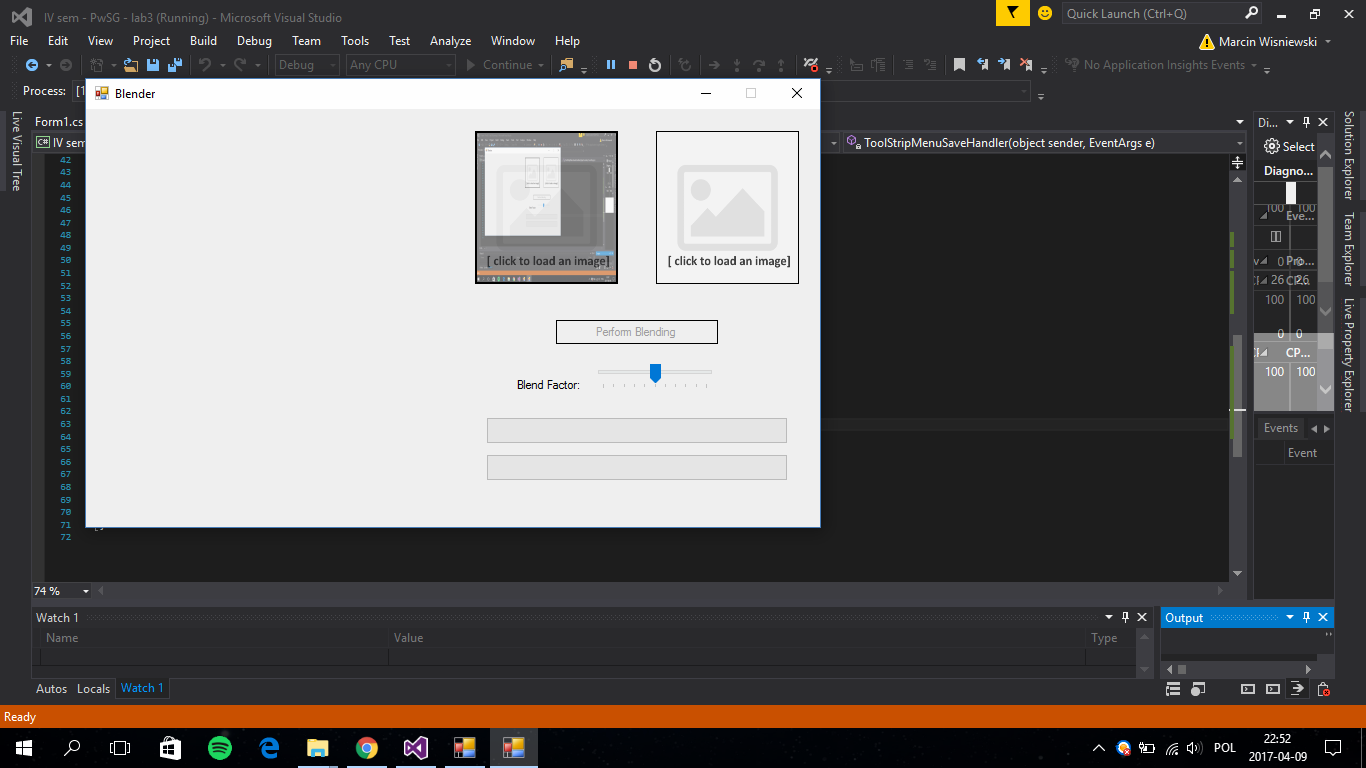 IV sem - PwSG - lab3 (Running) - Microsoft Visual Studio
Quick Launch (Ctrl+Q)
File Edit View Project Build Debug Team Tools Test Analyze Window Help
Marcin Wisniewski
Debug Any CPU Continue
No Application Insights Events
Process: [1
Blender
Live Visual Tree
Form1.cs
C# IV sem
ToolStripMenuSaveHandler(object sender, EventArgs e)
42
43
44
45
46
47
48
49
50
51
52
53
54
55
56
57
58
59
60
61
62
63
64
65
66
67
68
69
70
71
72
[ click to load an image]
[ click to load an image]
Perform Blending
Blend Factor:
Di...
Select
Diagno...
100 100
Eve...
0 0
Pro...
26 26
CP...
100 100
0 0
CP...
100 100
Events
Event
Solution Explorer
Team Explorer
Live Property Explorer
74 %
Watch 1
Name Value Type
Output
Autos Locals Watch 1
Ready
POL
22:52
2017-04-09